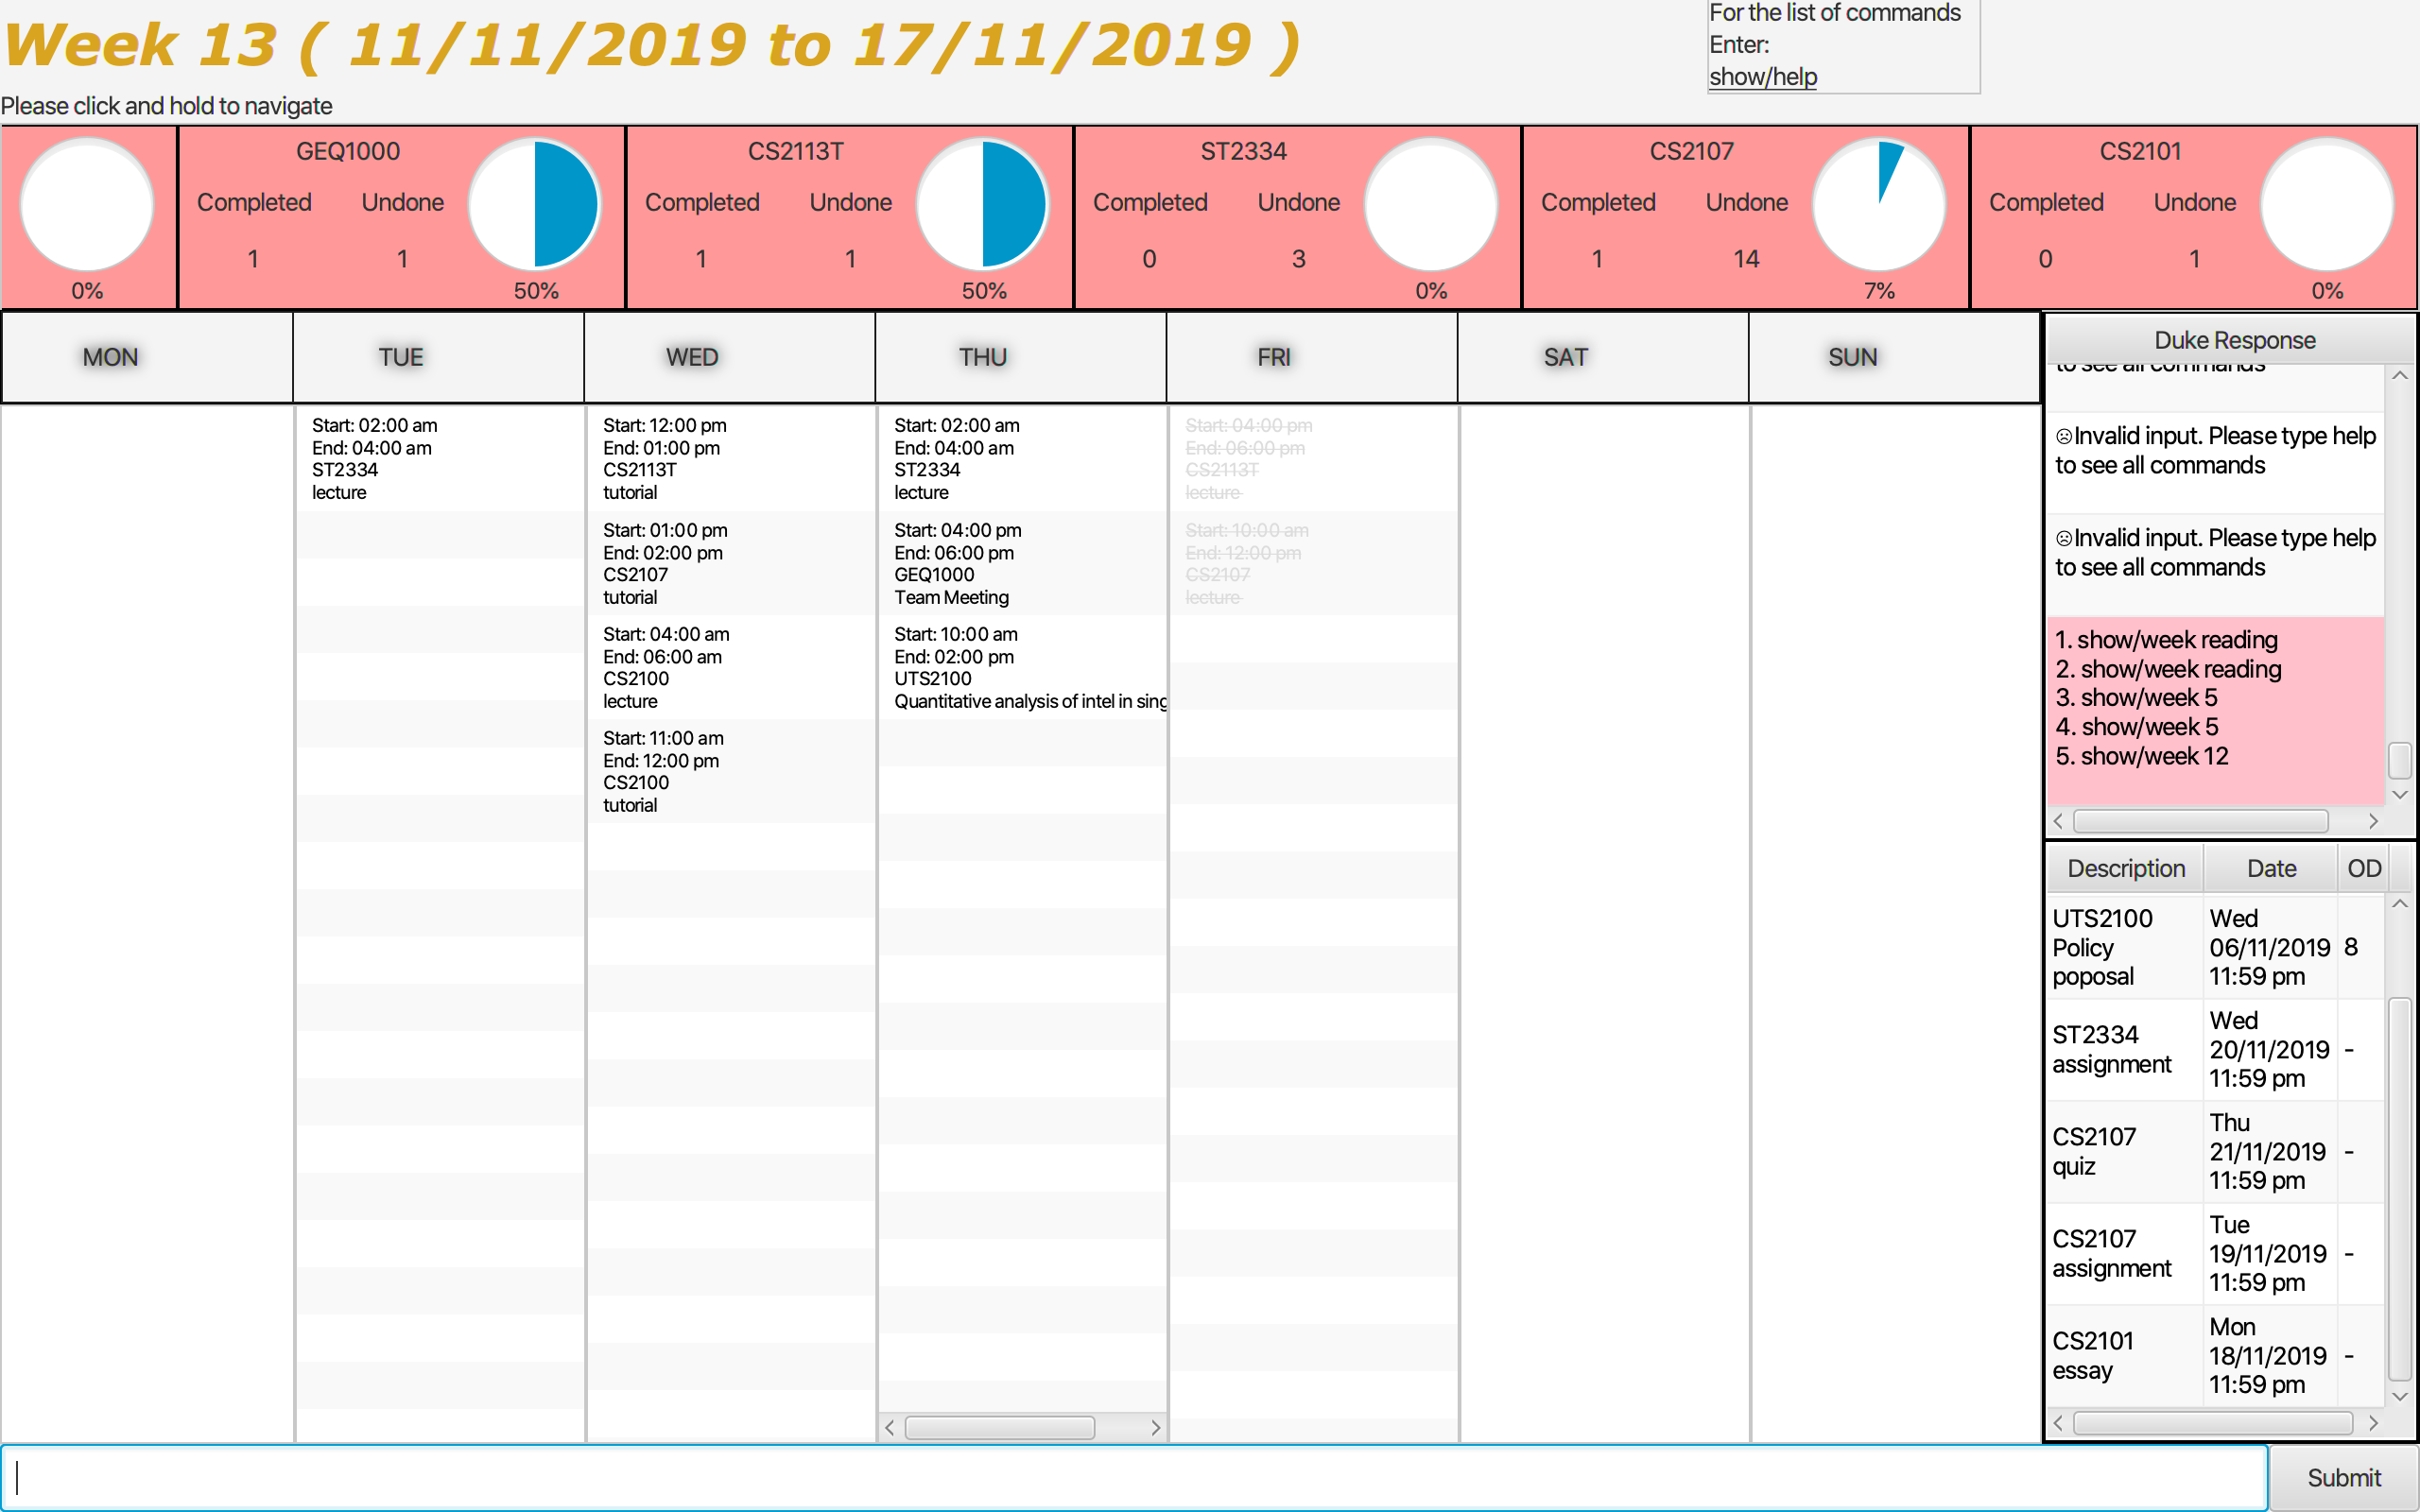 Week 13 ( 11/11/2019 to 17/11/2019 )
For the list of commands
Enter:
show/help
Please click and hold to navigate
0%
GEQ1000
Completed Undone
1 1
50%
CS2113T
Completed Undone
1 1
50%
ST2334
Completed Undone
0 3
0%
CS2107
Completed Undone
1 14
7%
CS2101
Completed Undone
0 1
0%
MON TUE WED THU FRI SAT SUN
Start: 02:00 am
End: 04:00 am
ST2334
lecture
Start: 12:00 pm
End: 01:00 pm
CS2113T
tutorial
Start: 01:00 pm
End: 02:00 pm
CS2107
tutorial
Start: 04:00 am
End: 06:00 am
CS2100
lecture
Start: 11:00 am
End: 12:00 pm
CS2100
tutorial
Start: 02:00 am
End: 04:00 am
ST2334
lecture
Start: 04:00 pm
End: 06:00 pm
GEQ1000
Team Meeting
Start: 10:00 am
End: 02:00 pm
UTS2100
Quantitative analysis of intel in sing
Start: 04:00 pm
End: 06:00 pm
CS2113T
lecture
Start: 10:00 am
End: 12:00 pm
CS2107
lecture
Duke Response
to see all commands
☹Invalid input. Please type help
to see all commands
☹Invalid input. Please type help
to see all commands
1. show/week reading
2. show/week reading
3. show/week 5
4. show/week 5
5. show/week 12
Description Date OD
UTS2100
Policy
poposal
Wed
06/11/2019
11:59 pm
8
ST2334
assignment
Wed
20/11/2019
11:59 pm
-
CS2107
quiz
Thu
21/11/2019
11:59 pm
-
CS2107
assignment
Tue
19/11/2019
11:59 pm
-
CS2101
essay
Mon
18/11/2019
11:59 pm
-
Submit